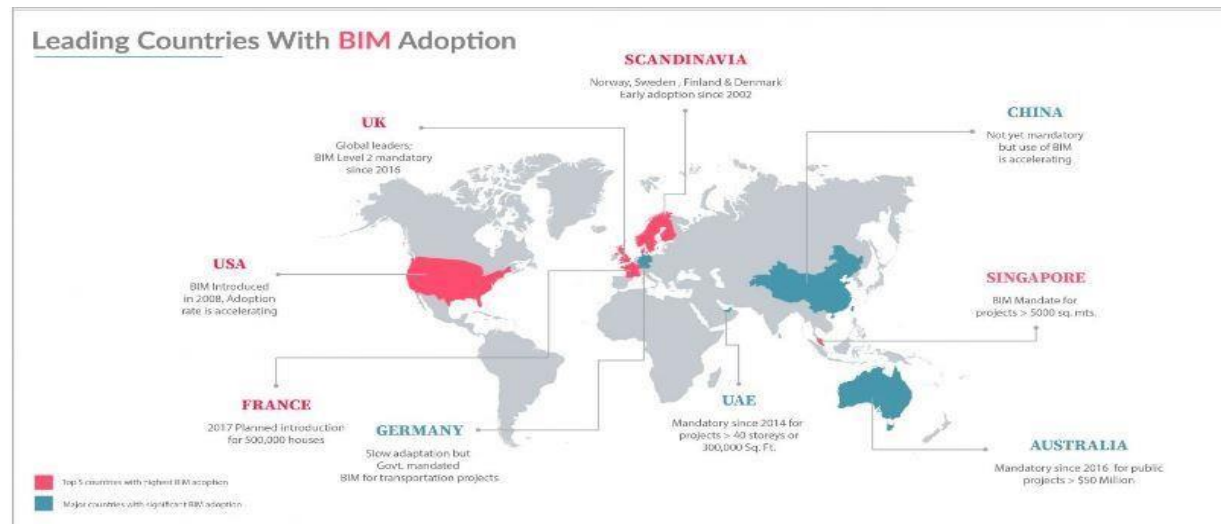 Leading Countries With BIM Adoption
SCANDINAVIA
Norway, Sweden , Finland & Denmark
Early adoption since 2002
UK
Global leaders;
BIM Level 2 mandatory
since 2016
CHINA
Not yet mandatory
but use of BIM
is accelerating
USA
BIM Introduced
in 2008, Adoption
rate is accelerating
SINGAPORE
BIM Mandate for
projects > 5000 sq. mts.
FRANCE
2017 Planned introduction
for 500,000 houses
GERMANY
Slow adaptation but
Govt. mandated
BIM for transportation projects
UAE
Mandatory since 2014 for
projects > 40 storeys or
300,000 Sq. Ft.
AUSTRALIA
Mandatory since 2016 for public
projects > $50 Million
Top 5 countries with highest BIM adoption
Major countries with significant BIM adoption